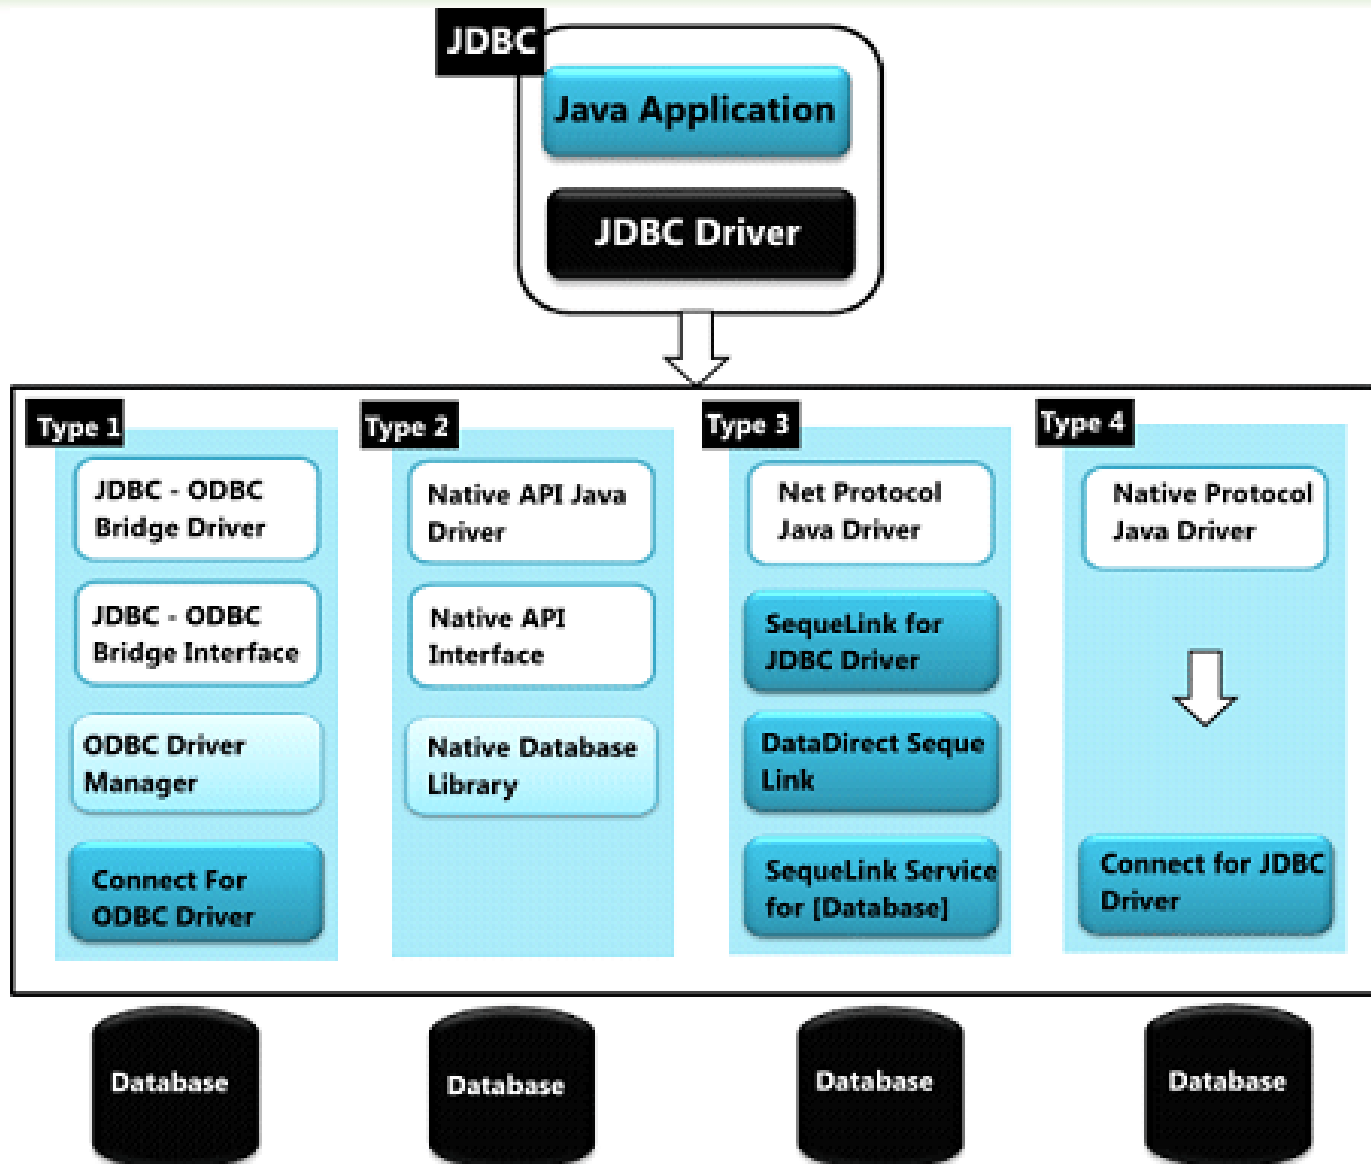 JDBC
Java Application
JDBC Driver
Type 1
JDBC - ODBC
Bridge Driver
JDBC - ODBC
Bridge Interface
ODBC Driver
Manager
Connect For
ODBC Driver
Type 2
Native API Java
Driver
Native API
Interface
Native Database
Library
Type 3
Net Protocol
Java Driver
SequeLink for
JDBC Driver
DataDirect Seque
Link
SequeLink Service
for [Database]
Type 4
Native Protocol
Java Driver
Connect for JDBC
Driver
Database
Database
Database
Database